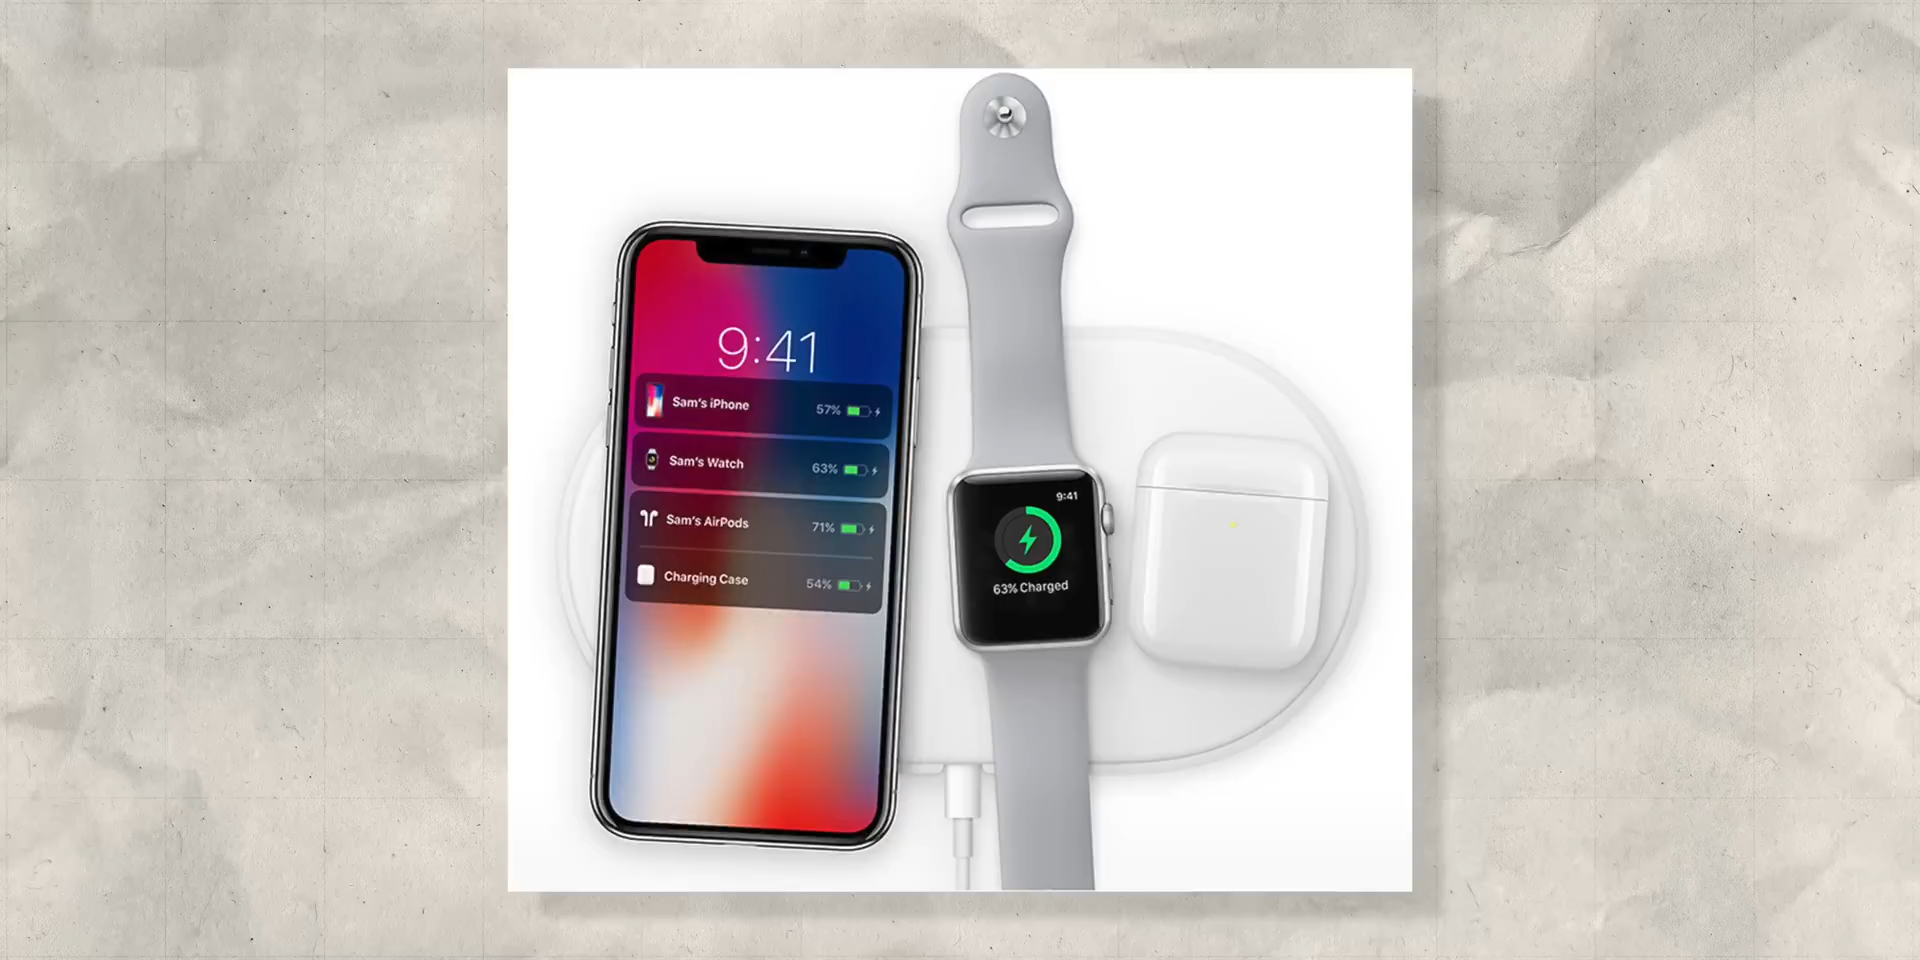 9:41
Sam's iPhone 57%
Sam's Watch 63%
Sam's AirPods 71%
Charging Case 54%
9:41
63% Charged